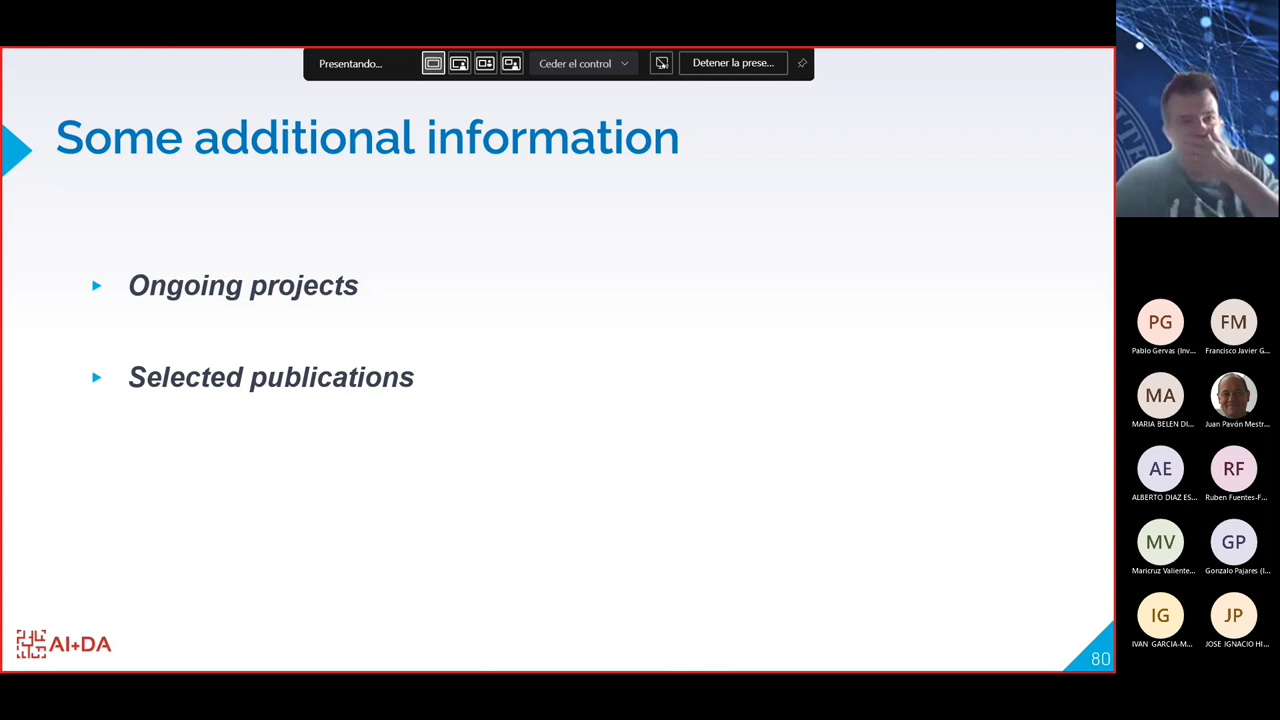 Presentando...
Ceder el control
Detener la prese...
Some additional information
Ongoing projects
Selected publications
AI+DA
80
PG
Pablo Gervas (Inv...
FM
Francisco Javier G...
MA
MARIA BELEN DI...
Juan Pavón Mestr...
AE
ALBERTO DIAZ ES...
RF
Ruben Fuentes-F...
MV
Maricruz Valiente...
GP
Gonzalo Pajares (I...
IG
IVAN GARCIA-M...
JP
JOSE IGNACIO HI...